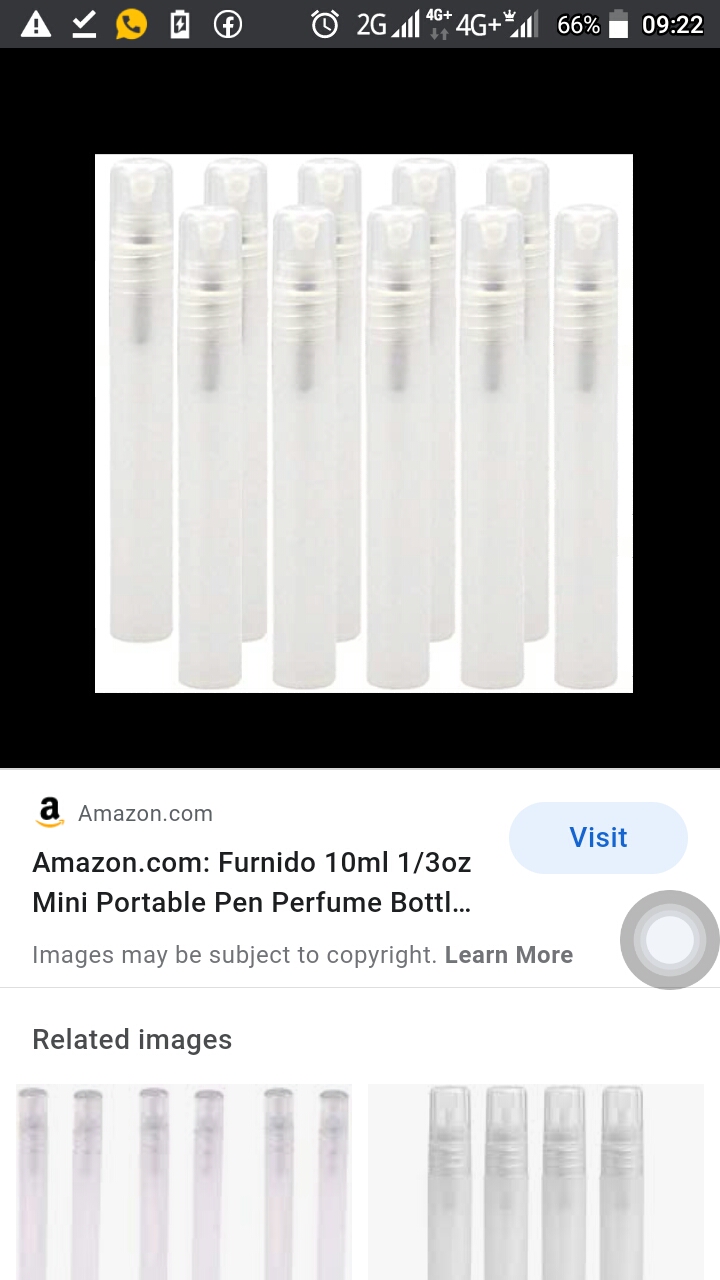 2G 4G+ 4G+ 66% 09:22
a Amazon.com
Visit
Amazon.com: Furnido 10ml 1/3oz
Mini Portable Pen Perfume Bottl...
Images may be subject to copyright. Learn More
Related images